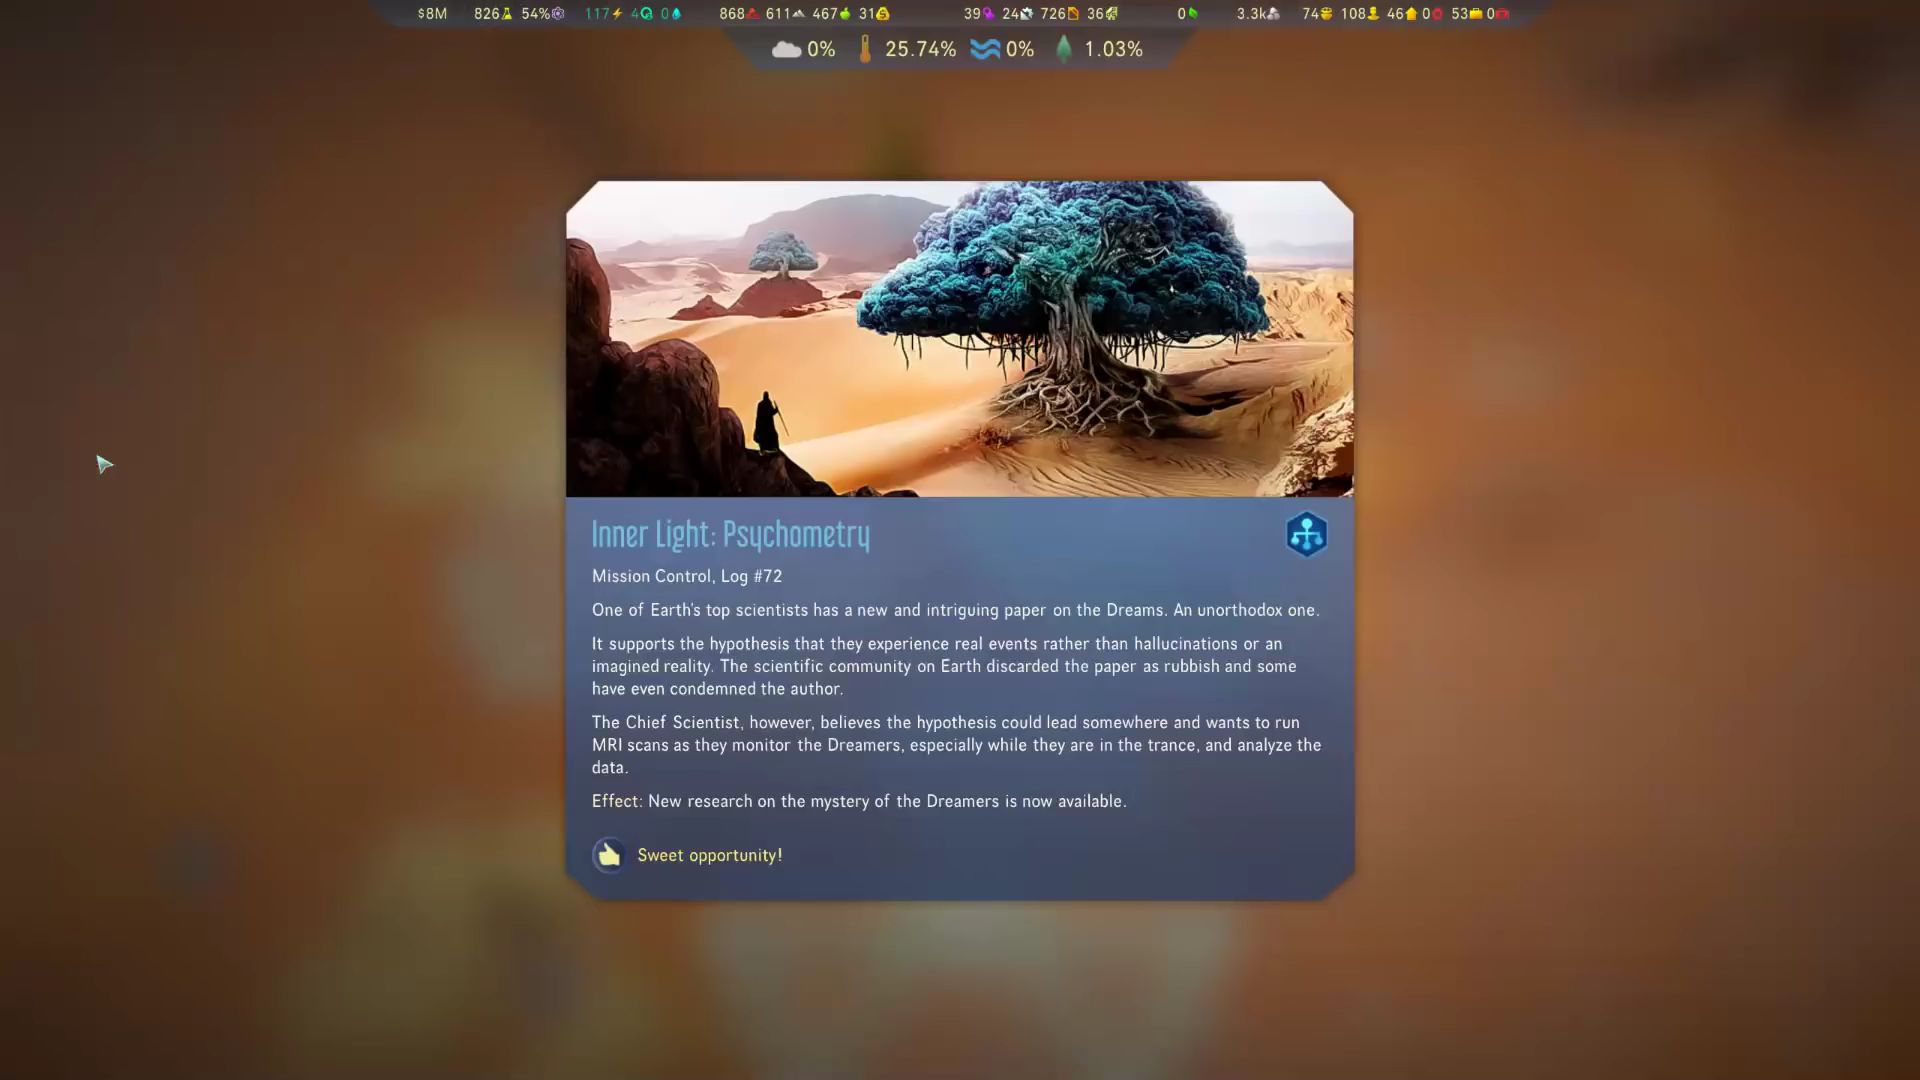 $8M 826 54% 117 4 0 868 611 467 31 39 24 726 36 0 3.3k 74 108 46 0 53 0
0% 25.74% 0% 1.03%
Inner Light: Psychometry
Mission Control, Log #72
One of Earth's top scientists has a new and intriguing paper on the Dreams. An unorthodox one.
It supports the hypothesis that they experience real events rather than hallucinations or an
imagined reality. The scientific community on Earth discarded the paper as rubbish and some
have even condemned the author.
The Chief Scientist, however, believes the hypothesis could lead somewhere and wants to run
MRI scans as they monitor the Dreamers, especially while they are in the trance, and analyze the
data.
Effect: New research on the mystery of the Dreamers is now available.
Sweet opportunity!